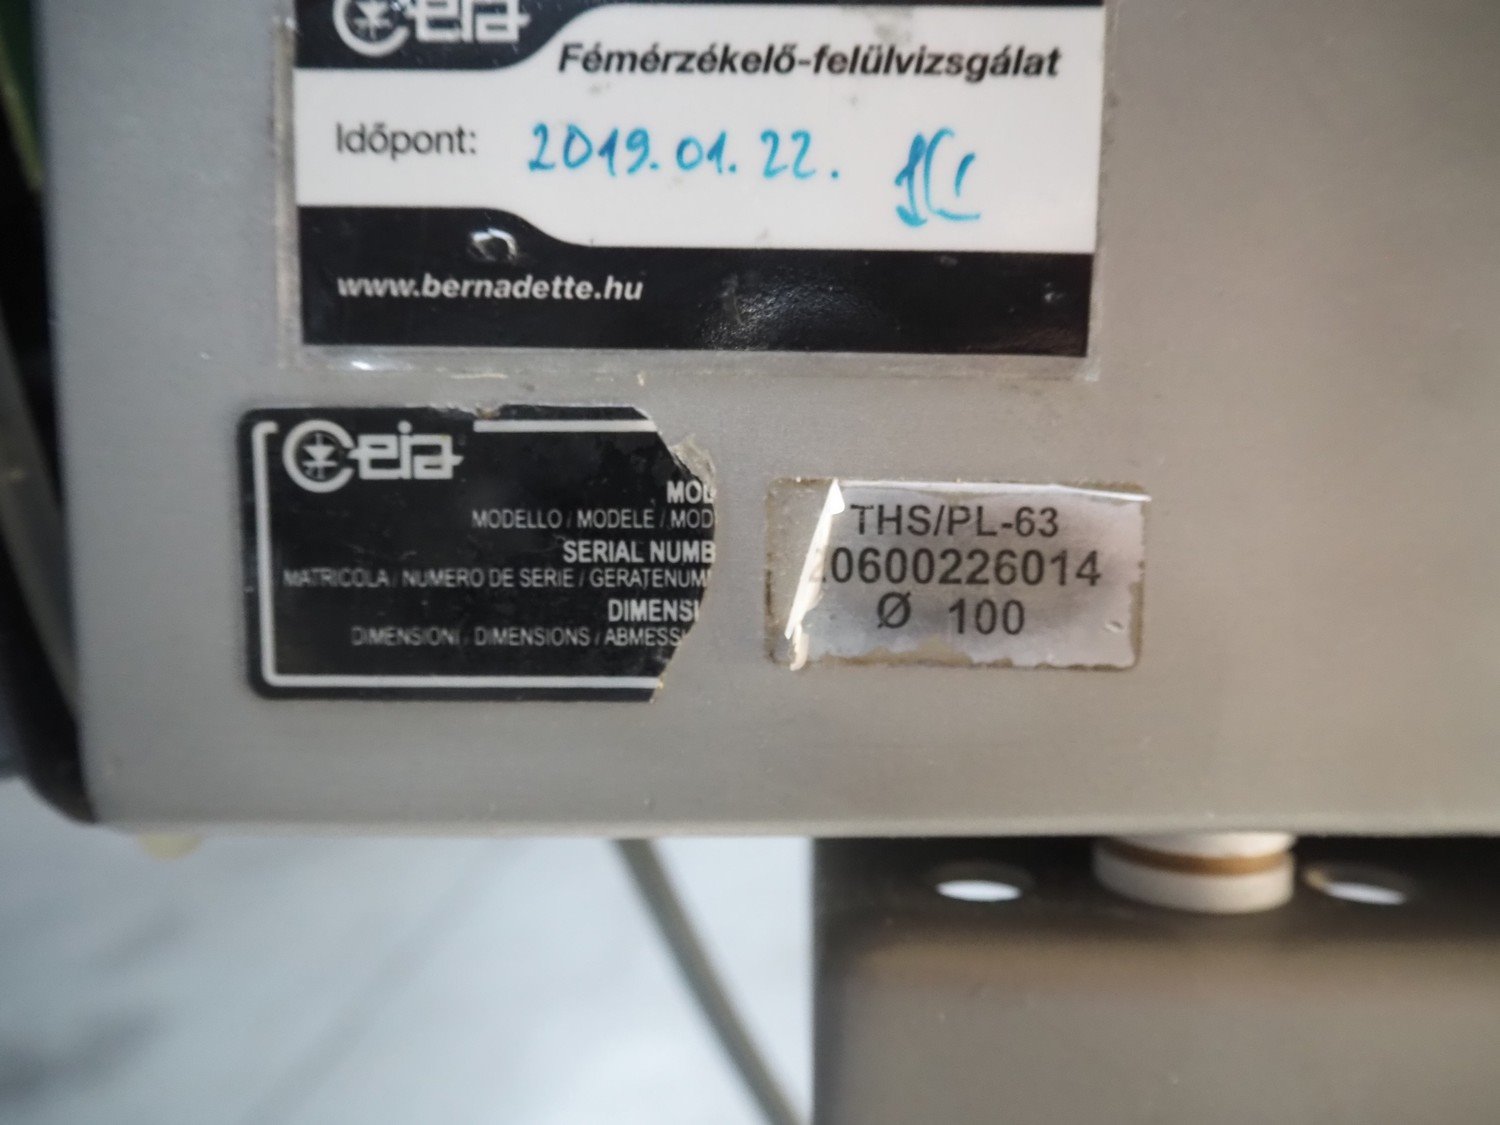 Ceia
Fémérzékelő-felülvizsgálat
Időpont: 2019.01.22.
www.bernadette.hu
Ceia
MOD
MODELLO / MODELE / MOD
SERIAL NUMB
MATRICOLA / NUMERO DE SERIE / GERATENUM
DIMENSI
DIMENSIONI / DIMENSIONS / ABMESS
THS/PL-63
20600226014
Ø 100